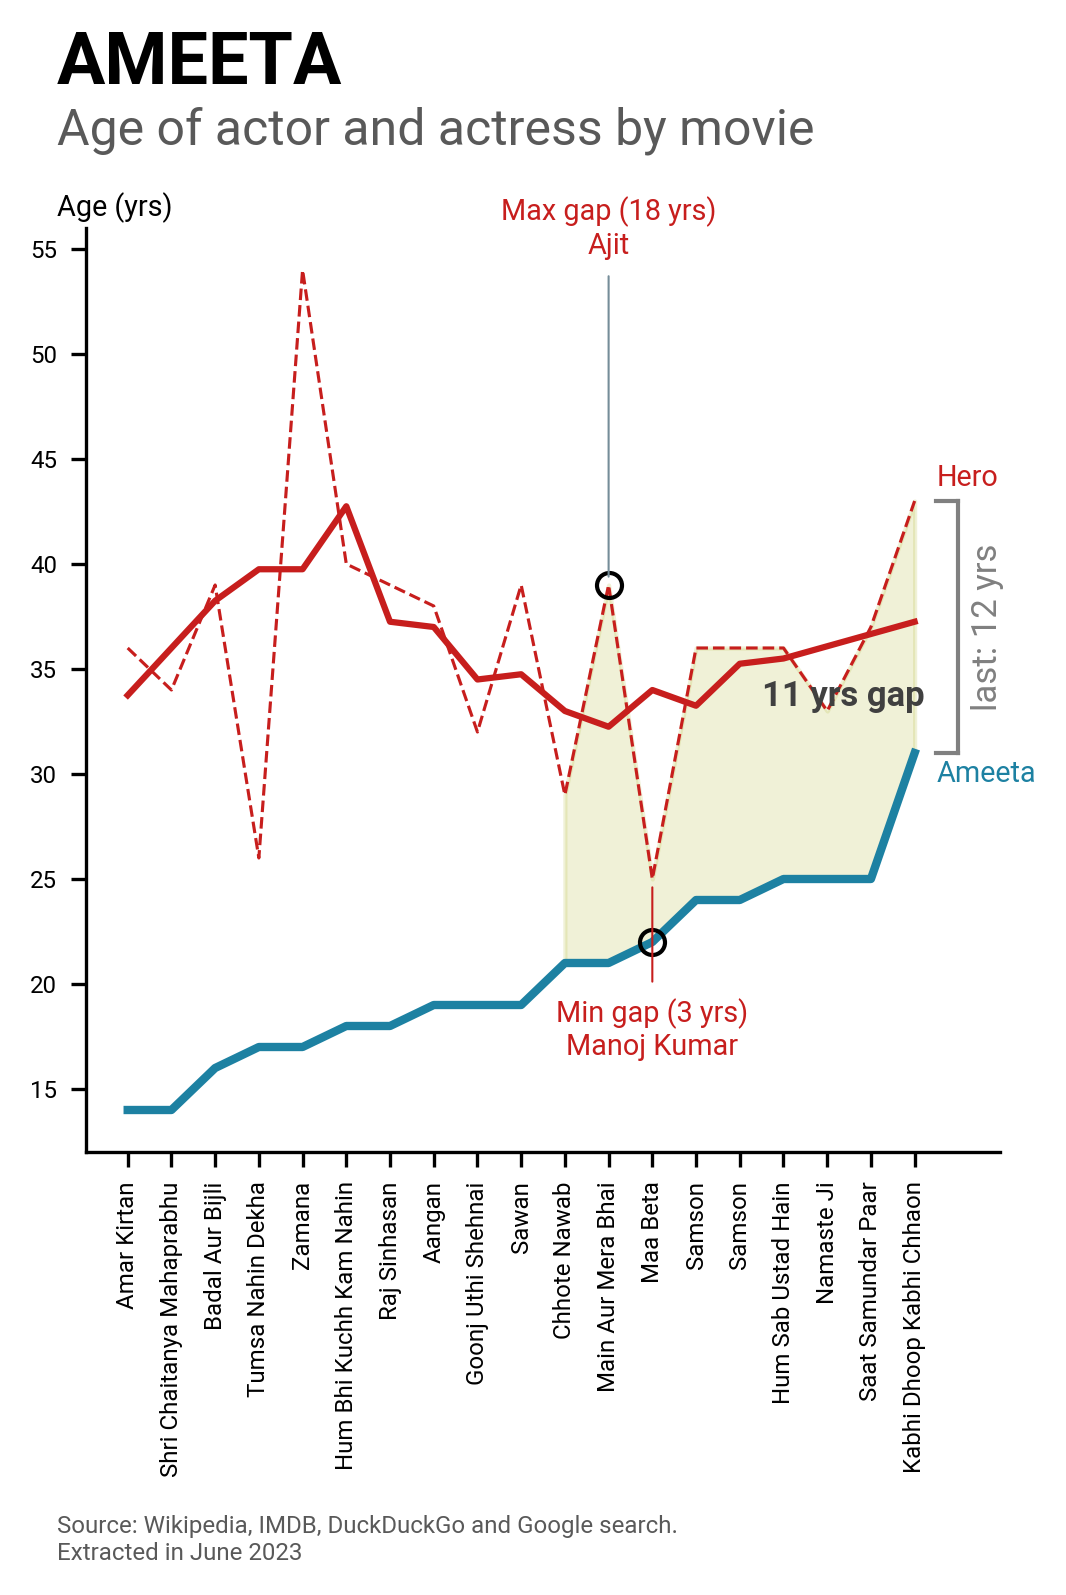 AMEETA
Age of actor and actress by movie
Age (yrs)
Max gap (18 yrs)
Ajit
55
50
45
40
35
30
25
20
15
Hero
last: 12 yrs
11 yrs gap
Ameeta
Min gap (3 yrs)
Manoj Kumar
Amar Kirtan
Shri Chaitanya Mahaprabhu
Badal Aur Bijli
Tumsa Nahin Dekha
Zamana
Hum Bhi Kuchh Kam Nahin
Raj Sinhasan
Aangan
Goonj Uthi Shehnai
Sawan
Chhote Nawab
Main Aur Mera Bhai
Maa Beta
Samson
Samson
Hum Sab Ustad Hain
Namaste Ji
Saat Samundar Paar
Kabhi Dhoop Kabhi Chhaon
Source: Wikipedia, IMDB, DuckDuckGo and Google search.
Extracted in June 2023